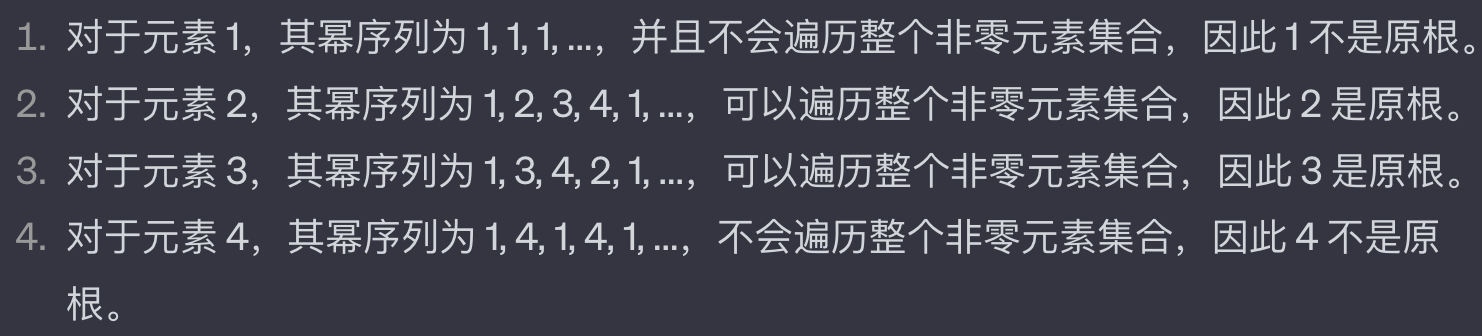 1. 对于元素 1，其幂序列为 1, 1, 1, ...，并且不会遍历整个非零元素集合，因此 1 不是原根。
2. 对于元素 2，其幂序列为 1, 2, 3, 4, 1, ...，可以遍历整个非零元素集合，因此 2 是原根。
3. 对于元素 3，其幂序列为 1, 3, 4, 2, 1, ...，可以遍历整个非零元素集合，因此 3 是原根。
4. 对于元素 4，其幂序列为 1, 4, 1, 4, 1, ...，不会遍历整个非零元素集合，因此 4 不是原
根。